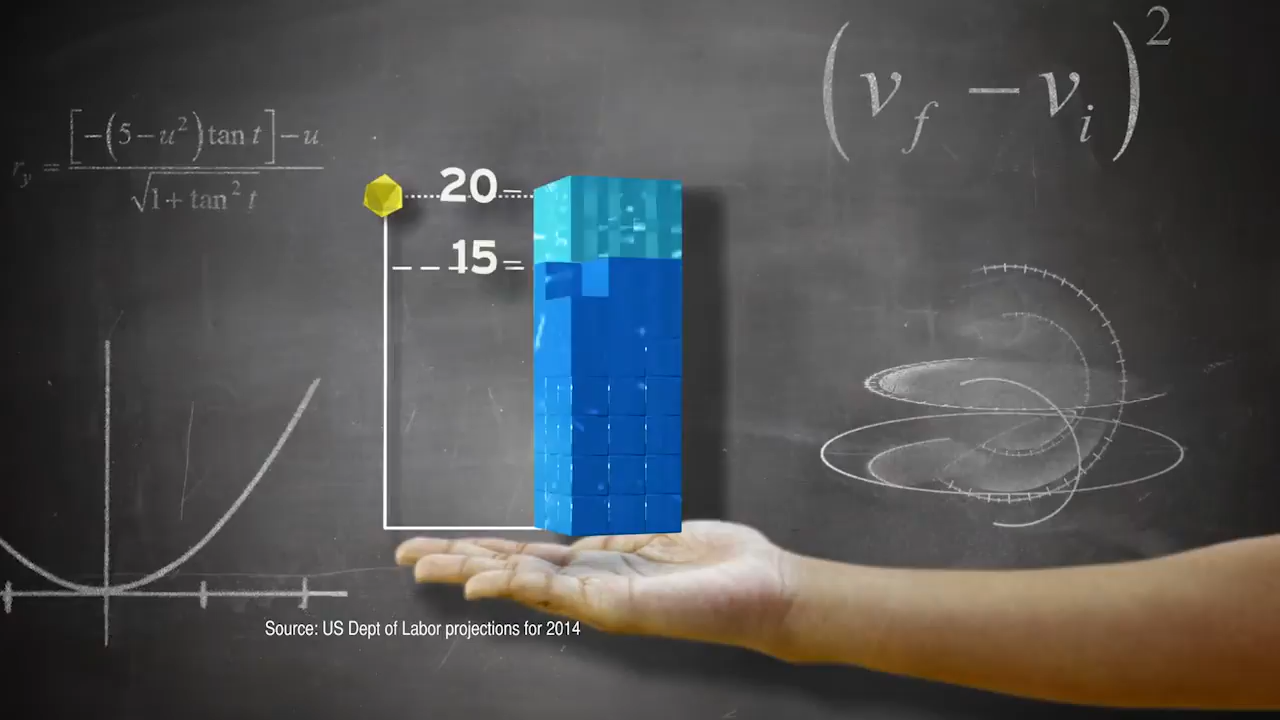 (v_f − v_i)^2
r_y = [−(5−u^2)tan t]−u / √1+tan^2 t
20
15
Source: US Dept of Labor projections for 2014